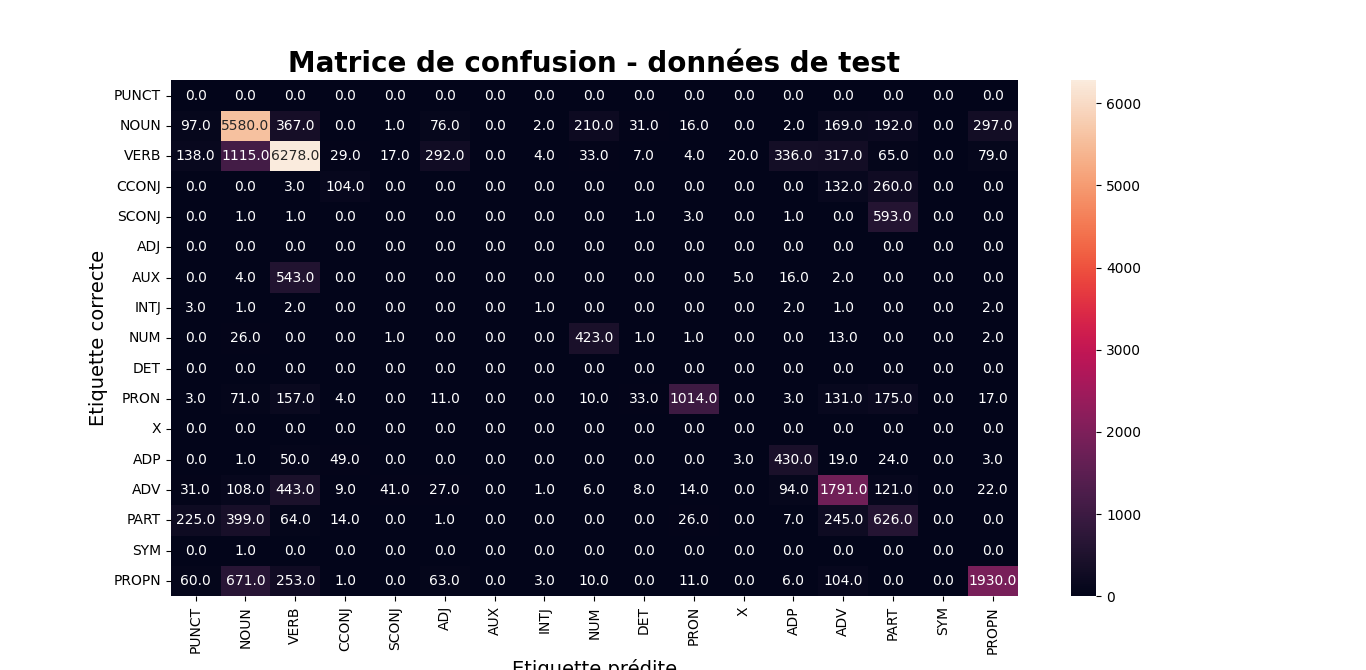 Matrice de confusion - données de test
PUNCT 0.0 0.0 0.0 0.0 0.0 0.0 0.0 0.0 0.0 0.0 0.0 0.0 0.0 0.0 0.0 0.0 0.0
NOUN 97.0 5580.0 367.0 0.0 1.0 76.0 0.0 2.0 210.0 31.0 16.0 0.0 2.0 169.0 192.0 0.0 297.0
VERB 138.0 1115.0 6278.0 29.0 17.0 292.0 0.0 4.0 33.0 7.0 4.0 20.0 336.0 317.0 65.0 0.0 79.0
CCONJ 0.0 0.0 3.0 104.0 0.0 0.0 0.0 0.0 0.0 0.0 0.0 0.0 0.0 132.0 260.0 0.0 0.0
SCONJ 0.0 1.0 1.0 0.0 0.0 0.0 0.0 0.0 0.0 1.0 3.0 0.0 1.0 0.0 593.0 0.0 0.0
ADJ 0.0 0.0 0.0 0.0 0.0 0.0 0.0 0.0 0.0 0.0 0.0 0.0 0.0 0.0 0.0 0.0 0.0
AUX 0.0 4.0 543.0 0.0 0.0 0.0 0.0 0.0 0.0 0.0 0.0 5.0 16.0 2.0 0.0 0.0 0.0
INTJ 3.0 1.0 2.0 0.0 0.0 0.0 0.0 1.0 0.0 0.0 0.0 0.0 2.0 1.0 0.0 0.0 2.0
NUM 0.0 26.0 0.0 0.0 1.0 0.0 0.0 0.0 423.0 1.0 1.0 0.0 0.0 13.0 0.0 0.0 2.0
DET 0.0 0.0 0.0 0.0 0.0 0.0 0.0 0.0 0.0 0.0 0.0 0.0 0.0 0.0 0.0 0.0 0.0
PRON 3.0 71.0 157.0 4.0 0.0 11.0 0.0 0.0 10.0 33.0 1014.0 0.0 3.0 131.0 175.0 0.0 17.0
X 0.0 0.0 0.0 0.0 0.0 0.0 0.0 0.0 0.0 0.0 0.0 0.0 0.0 0.0 0.0 0.0 0.0
ADP 0.0 1.0 50.0 49.0 0.0 0.0 0.0 0.0 0.0 0.0 0.0 3.0 430.0 19.0 24.0 0.0 3.0
ADV 31.0 108.0 443.0 9.0 41.0 27.0 0.0 1.0 6.0 8.0 14.0 0.0 94.0 1791.0 121.0 0.0 22.0
PART 225.0 399.0 64.0 14.0 0.0 1.0 0.0 0.0 0.0 0.0 26.0 0.0 7.0 245.0 626.0 0.0 0.0
SYM 0.0 1.0 0.0 0.0 0.0 0.0 0.0 0.0 0.0 0.0 0.0 0.0 0.0 0.0 0.0 0.0 0.0
PROPN 60.0 671.0 253.0 1.0 0.0 63.0 0.0 3.0 10.0 0.0 11.0 0.0 6.0 104.0 0.0 0.0 1930.0
PUNCT NOUN VERB CCONJ SCONJ ADJ AUX INTJ NUM DET PRON X ADP ADV PART SYM PROPN
Etiquette prédite
Etiquette correcte
6000
5000
4000
3000
2000
1000
0